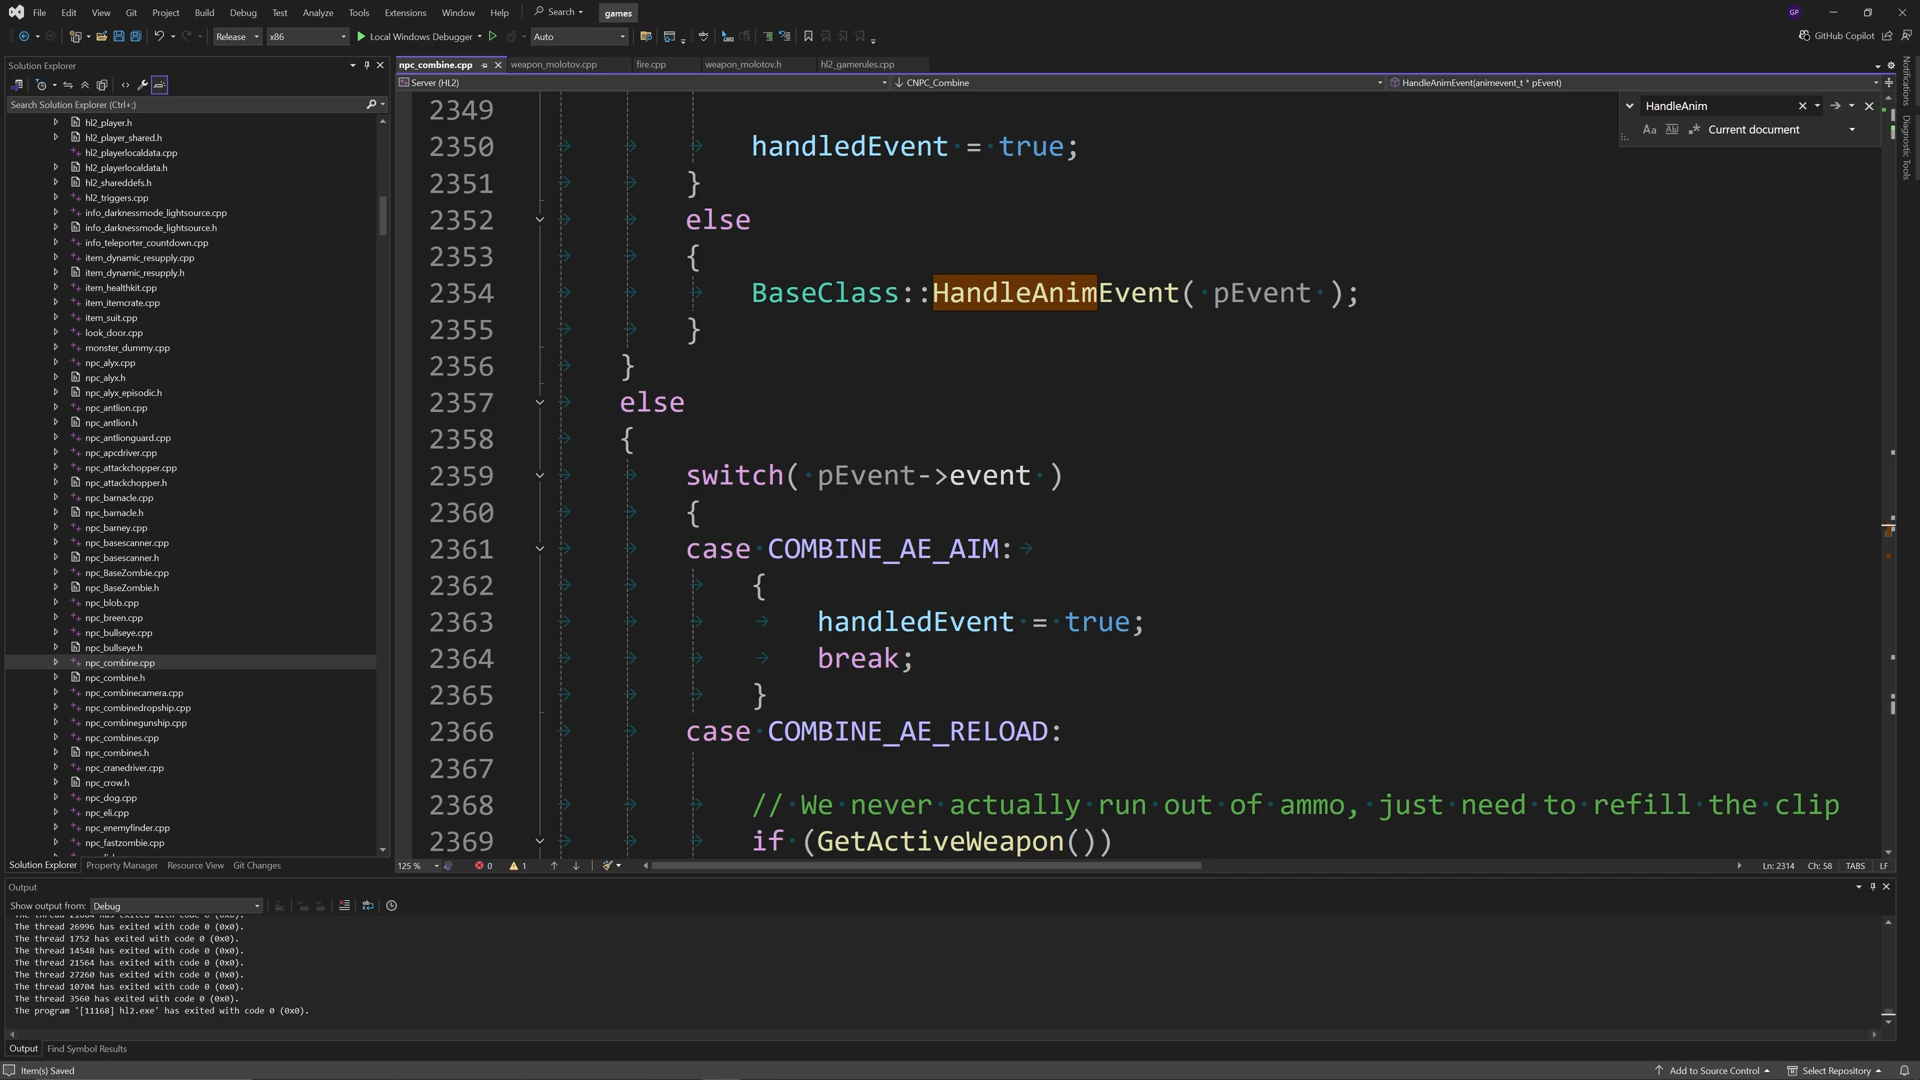 File Edit View Git Project Build Debug Test Analyze Tools Extensions Window Help Search games GP
Release x86 Local Windows Debugger Auto GitHub Copilot
Solution Explorer
Search Solution Explorer (Ctrl+;)
hl2_player.h
hl2_player_shared.h
hl2_playerlocaldata.cpp
hl2_playerlocaldata.h
hl2_shareddefs.h
hl2_triggers.cpp
info_darknessmode_lightsource.cpp
info_darknessmode_lightsource.h
info_teleporter_countdown.cpp
item_dynamic_resupply.cpp
item_dynamic_resupply.h
item_healthkit.cpp
item_itemcrate.cpp
item_suit.cpp
look_door.cpp
monster_dummy.cpp
npc_alyx.cpp
npc_alyx.h
npc_alyx_episodic.h
npc_antlion.cpp
npc_antlion.h
npc_antlionguard.cpp
npc_apcdriver.cpp
npc_attackchopper.cpp
npc_attackchopper.h
npc_barnacle.cpp
npc_barnacle.h
npc_barney.cpp
npc_basescanner.cpp
npc_basescanner.h
npc_BaseZombie.cpp
npc_BaseZombie.h
npc_blob.cpp
npc_breen.cpp
npc_bullseye.cpp
npc_bullseye.h
npc_combine.cpp
npc_combine.h
npc_combinecamera.cpp
npc_combinedropship.cpp
npc_combinegunship.cpp
npc_combines.cpp
npc_combines.h
npc_cranedriver.cpp
npc_crow.h
npc_dog.cpp
npc_eli.cpp
npc_enemyfinder.cpp
npc_fastzombie.cpp
Solution Explorer Property Manager Resource View Git Changes
npc_combine.cpp weapon_molotov.cpp fire.cpp weapon_molotov.h hl2_gamerules.cpp
Server (HL2) CNPC_Combine HandleAnimEvent(animevent_t * pEvent)
HandleAnim
Aa Ab Current document
2349
2350 handledEvent = true;
2351 }
2352 else
2353 {
2354 BaseClass::HandleAnimEvent( pEvent );
2355 }
2356 }
2357 else
2358 {
2359 switch( pEvent->event )
2360 {
2361 case COMBINE_AE_AIM:
2362 {
2363 handledEvent = true;
2364 break;
2365 }
2366 case COMBINE_AE_RELOAD:
2367
2368 // We never actually run out of ammo, just need to refill the clip
2369 if (GetActiveWeapon())
125 % 0 1 Ln: 2314 Ch: 58 TABS LF
Notifications
Diagnostic Tools
Output
Show output from: Debug
The thread 26996 has exited with code 0 (0x0).
The thread 1752 has exited with code 0 (0x0).
The thread 14548 has exited with code 0 (0x0).
The thread 21564 has exited with code 0 (0x0).
The thread 27260 has exited with code 0 (0x0).
The thread 10704 has exited with code 0 (0x0).
The thread 3560 has exited with code 0 (0x0).
The program '[11168] hl2.exe' has exited with code 0 (0x0).
Output Find Symbol Results
Item(s) Saved Add to Source Control Select Repository